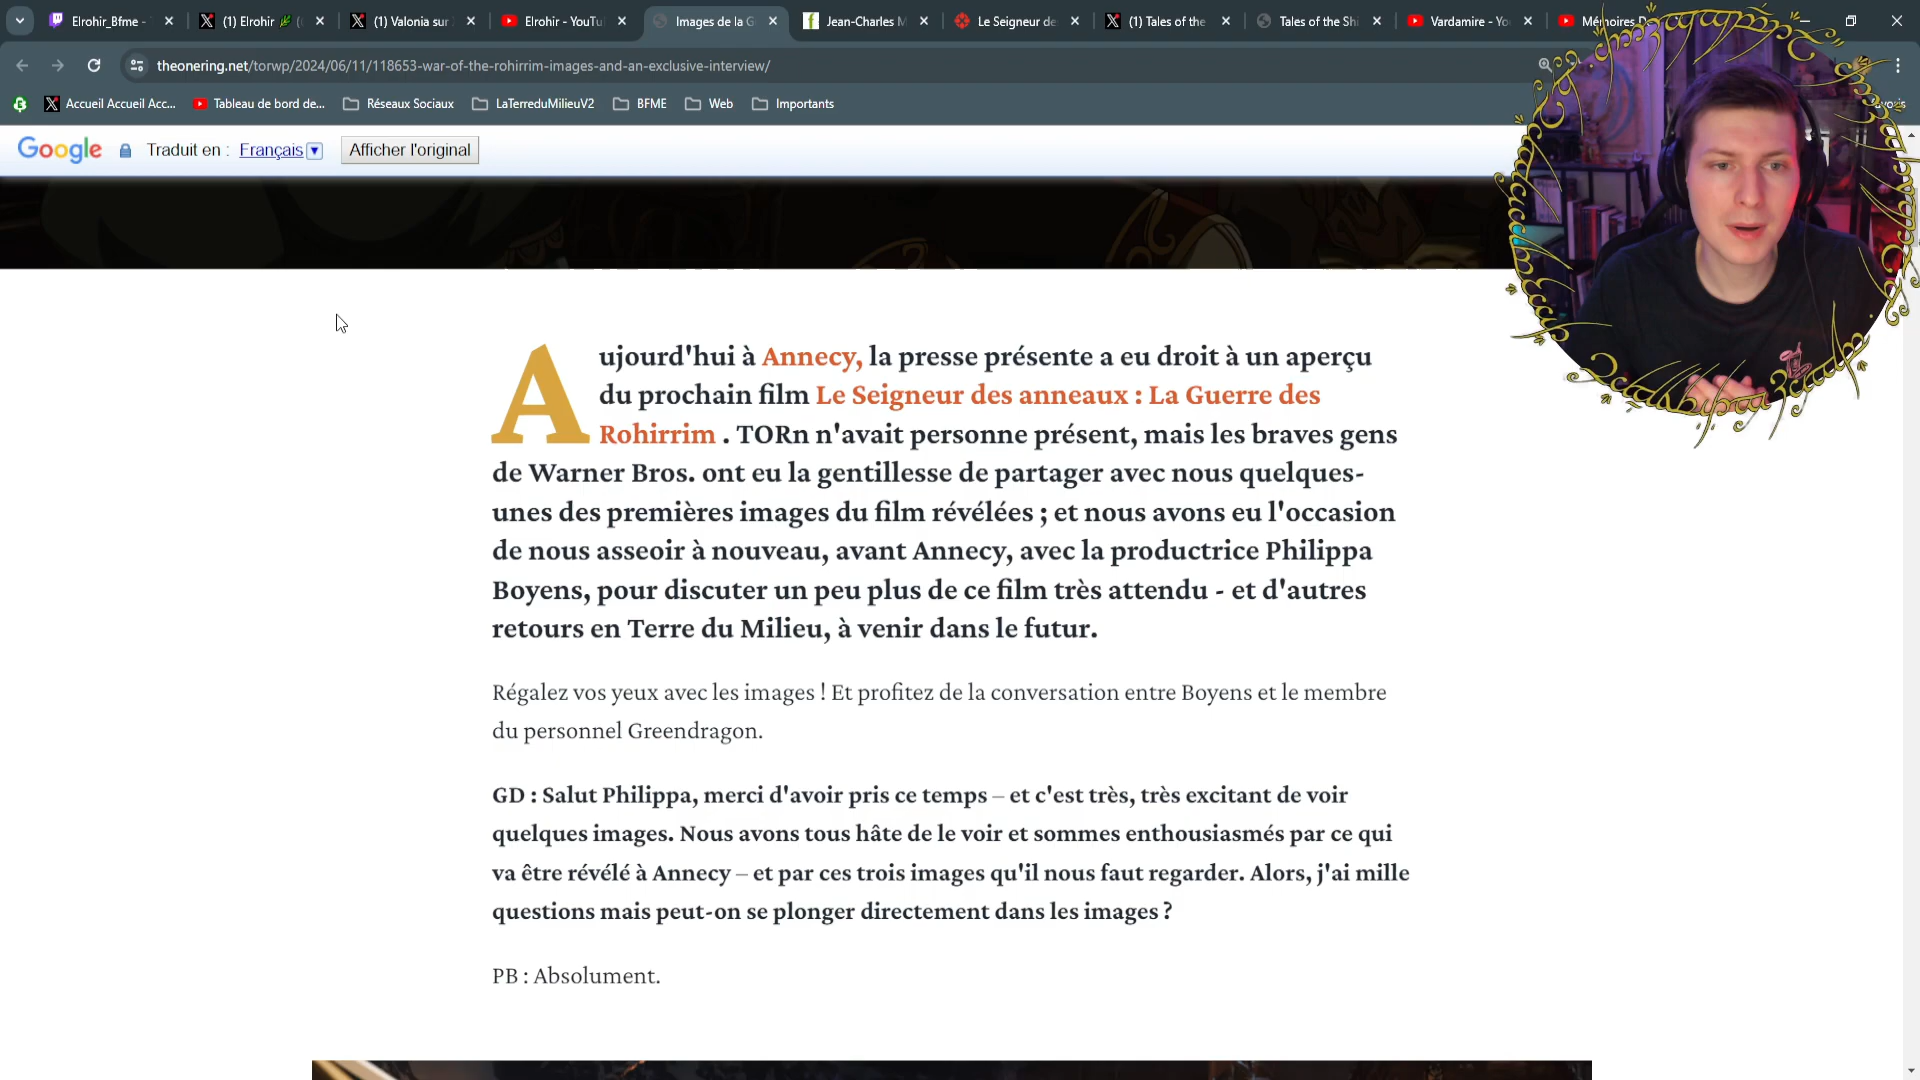 Elrohir_Bfme -
(1) Elrohir
(1) Valonia sur
Elrohir - YouTu
Images de la G
Jean-Charles M
Le Seigneur de
(1) Tales of the
Tales of the Shi
Vardamire - Yo
Mémoires D
theonering.net/torwp/2024/06/11/118653-war-of-the-rohirrim-images-and-an-exclusive-interview/
Accueil Accueil Acc...
Tableau de bord de...
Réseaux Sociaux
LaTerreduMilieuV2
BFME
Web
Importants
Google
Traduit en :
Français
Afficher l'original
Aujourd'hui à Annecy, la presse présente a eu droit à un aperçu
du prochain film Le Seigneur des anneaux : La Guerre des
Rohirrim . TORn n'avait personne présent, mais les braves gens
de Warner Bros. ont eu la gentillesse de partager avec nous quelques-
unes des premières images du film révélées ; et nous avons eu l'occasion
de nous asseoir à nouveau, avant Annecy, avec la productrice Philippa
Boyens, pour discuter un peu plus de ce film très attendu - et d'autres
retours en Terre du Milieu, à venir dans le futur.
Régalez vos yeux avec les images ! Et profitez de la conversation entre Boyens et le membre
du personnel Greendragon.
GD : Salut Philippa, merci d'avoir pris ce temps – et c'est très, très excitant de voir
quelques images. Nous avons tous hâte de le voir et sommes enthousiasmés par ce qui
va être révélé à Annecy – et par ces trois images qu'il nous faut regarder. Alors, j'ai mille
questions mais peut-on se plonger directement dans les images ?
PB : Absolument.